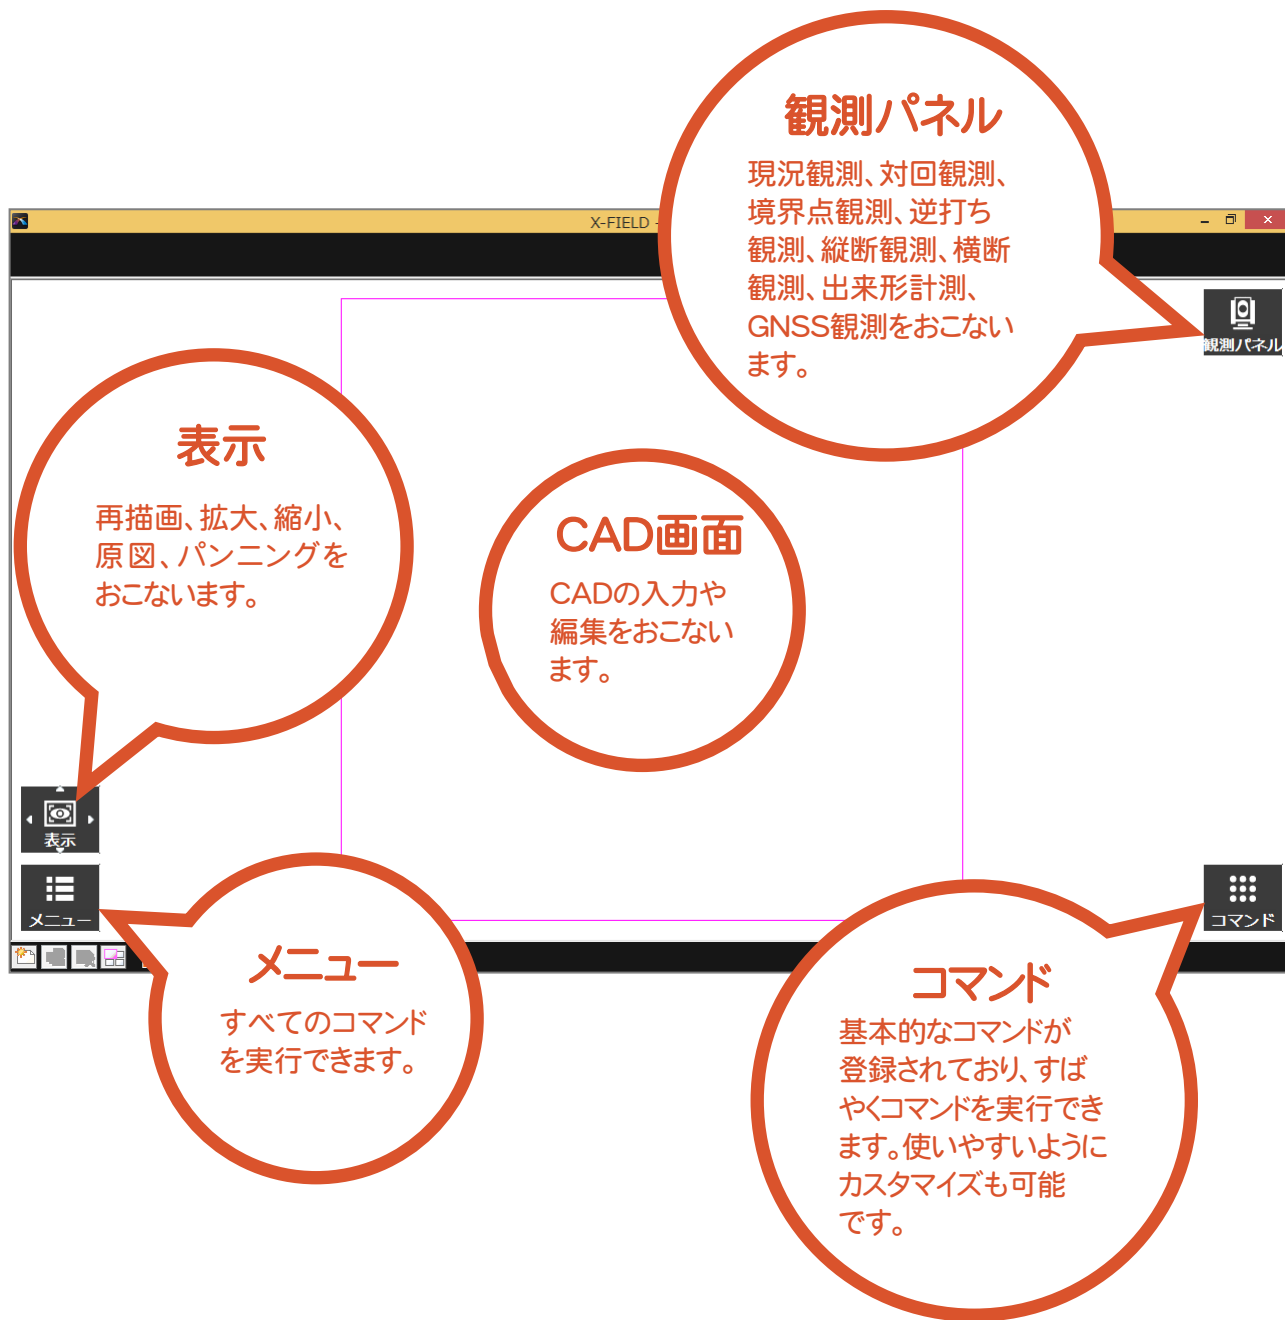 観測パネル
現況観測、対回観測、
境界点観測、逆打ち
観測、縦断観測、横断
観測、出来形計測、
GNSS観測をおこない
ます。
X-FIELD -
観測パネル
表示
再描画、拡大、縮小、
原図、パンニングを
おこないます。
CAD画面
CADの入力や
編集をおこない
ます。
表示
メニュー
コマンド
メニュー
すべてのコマンド
を実行できます。
コマンド
基本的なコマンドが
登録されており、すば
やくコマンドを実行でき
ます。使いやすいように
カスタマイズも可能
です。